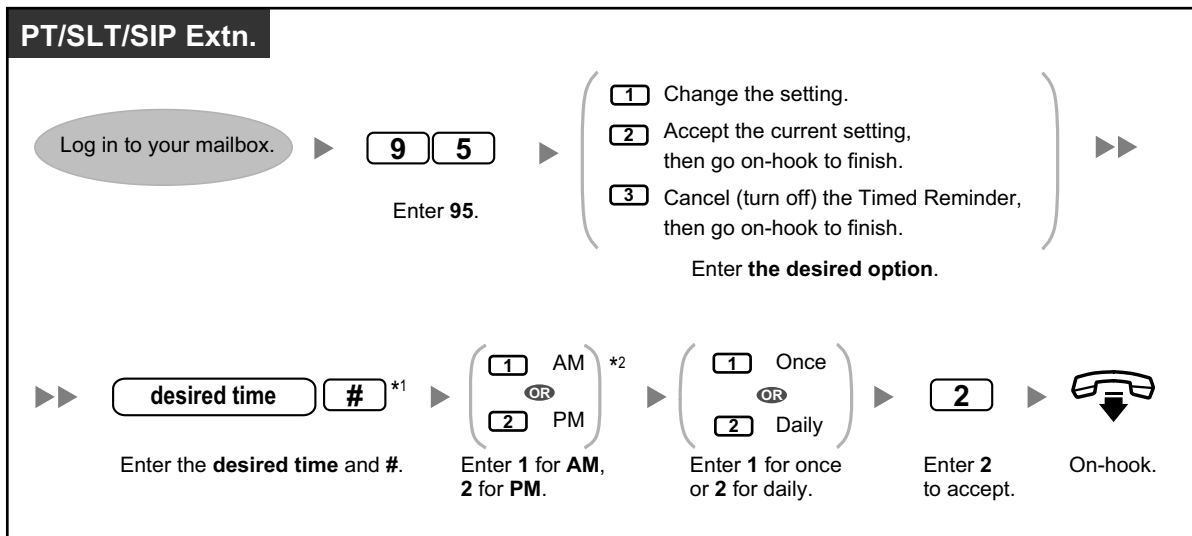 PT/SLT/SIP Extn.
Log in to your mailbox.
9 5
Enter 95.
1 Change the setting.
2 Accept the current setting,
then go on-hook to finish.
3 Cancel (turn off) the Timed Reminder,
then go on-hook to finish.
Enter the desired option.
desired time # *1
Enter the desired time and #.
1 AM *2
OR
2 PM
Enter 1 for AM,
2 for PM.
1 Once
OR
2 Daily
Enter 1 for once
or 2 for daily.
2
Enter 2
to accept.
On-hook.